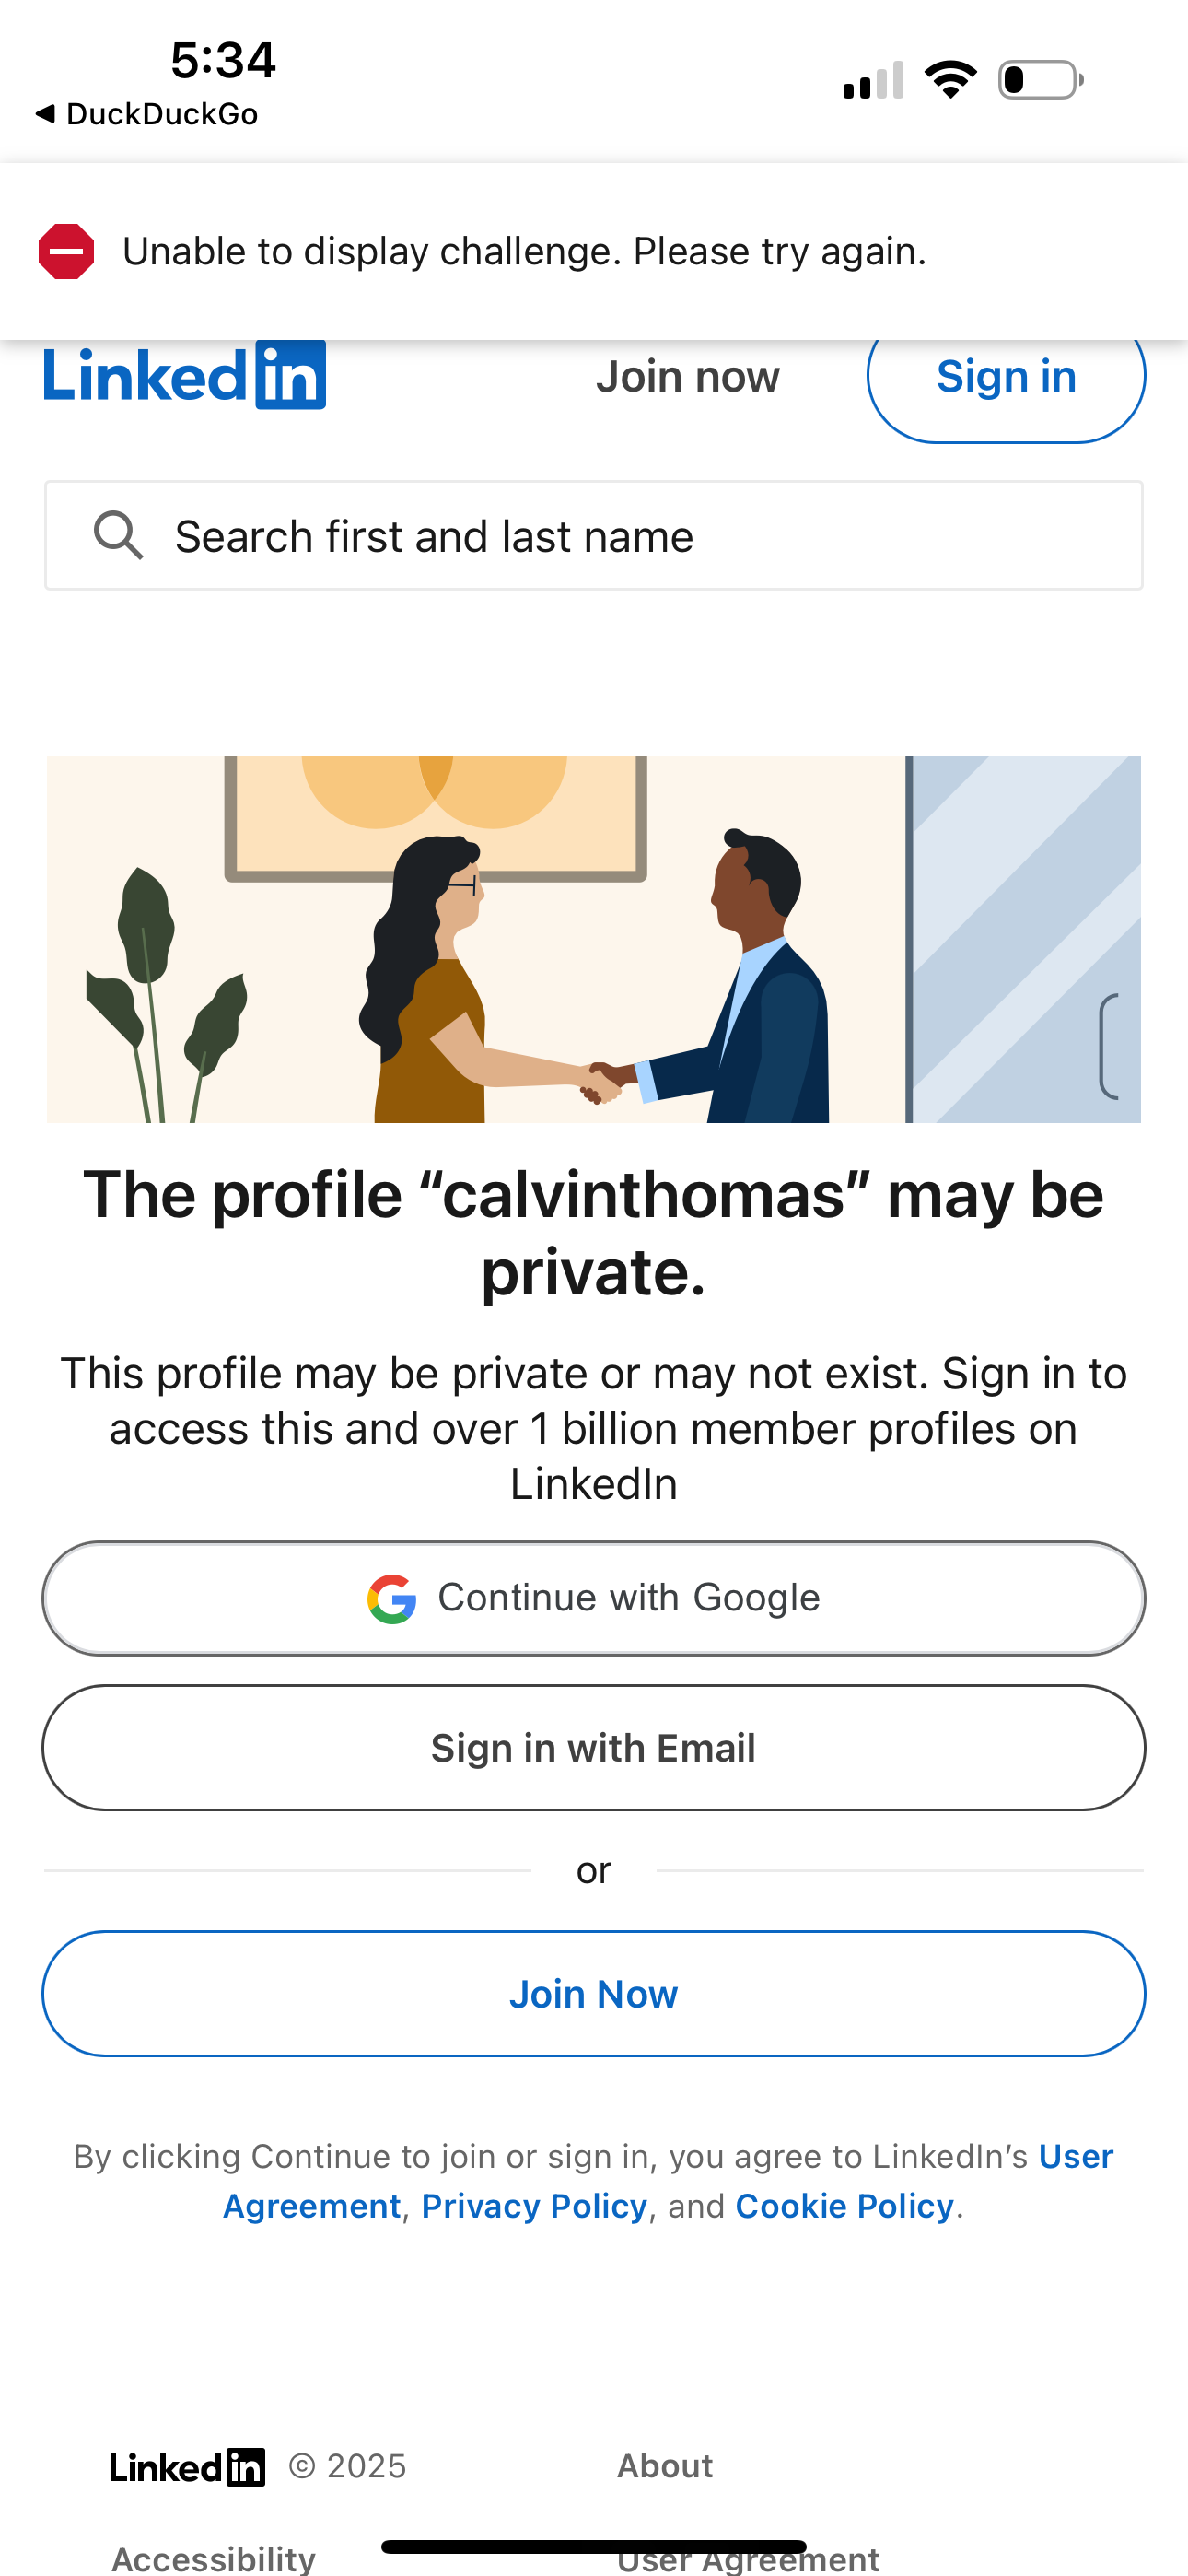 5:34
◀ DuckDuckGo
Unable to display challenge. Please try again.
Linked in
Join now
Sign in
Search first and last name
The profile “calvinthomas” may be
private.
This profile may be private or may not exist. Sign in to
access this and over 1 billion member profiles on
LinkedIn
Continue with Google
Sign in with Email
or
Join Now
By clicking Continue to join or sign in, you agree to LinkedIn’s User
Agreement, Privacy Policy, and Cookie Policy.
Linked in © 2025
About
Accessibility
User Agreement